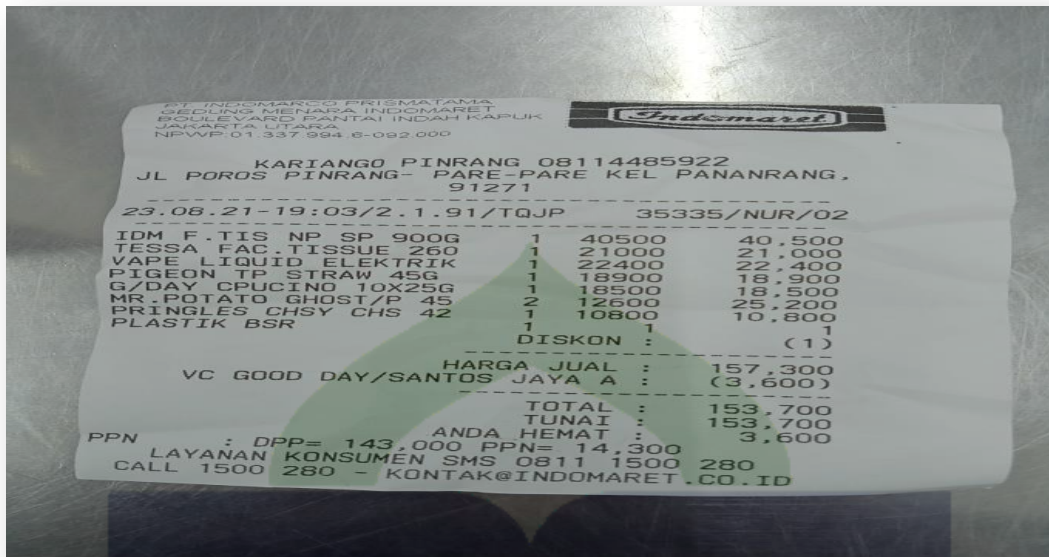 PT. INDOMARCO PRISMATAMA
GEDUNG MENARA INDOMARET
BOULEVARD PANTAI INDAH KAPUK
JAKARTA UTARA
NPWP:01.337.994.6-092.000
Indomaret
KARIANGO PINRANG 08114485922
JL POROS PINRANG- PARE-PARE KEL PANANRANG,
91271
23.08.21-19:03/2.1.91/TQJP 35335/NUR/02
IDM F.TIS NP SP 900G 1 40500 40,500
TESSA FAC.TISSUE 260 1 21000 21,000
VAPE LIQUID ELEKTRIK 1 22400 22,400
PIGEON TP STRAW 45G 1 18900 18,900
G/DAY CPUCINO 10X25G 1 18500 18,500
MR.POTATO GHOST/P 45 2 12600 25,200
PRINGLES CHSY CHS 42 1 10800 10,800
PLASTIK BSR 1 1 1
DISKON : (1)
HARGA JUAL : 157,300
VC GOOD DAY/SANTOS JAYA A : (3,600)
TOTAL : 153,700
TUNAI : 153,700
ANDA HEMAT : 3,600
PPN : DPP= 143,000 PPN= 14,300
LAYANAN KONSUMEN SMS 0811 1500 280
CALL 1500 280 - KONTAK@INDOMARET.CO.ID